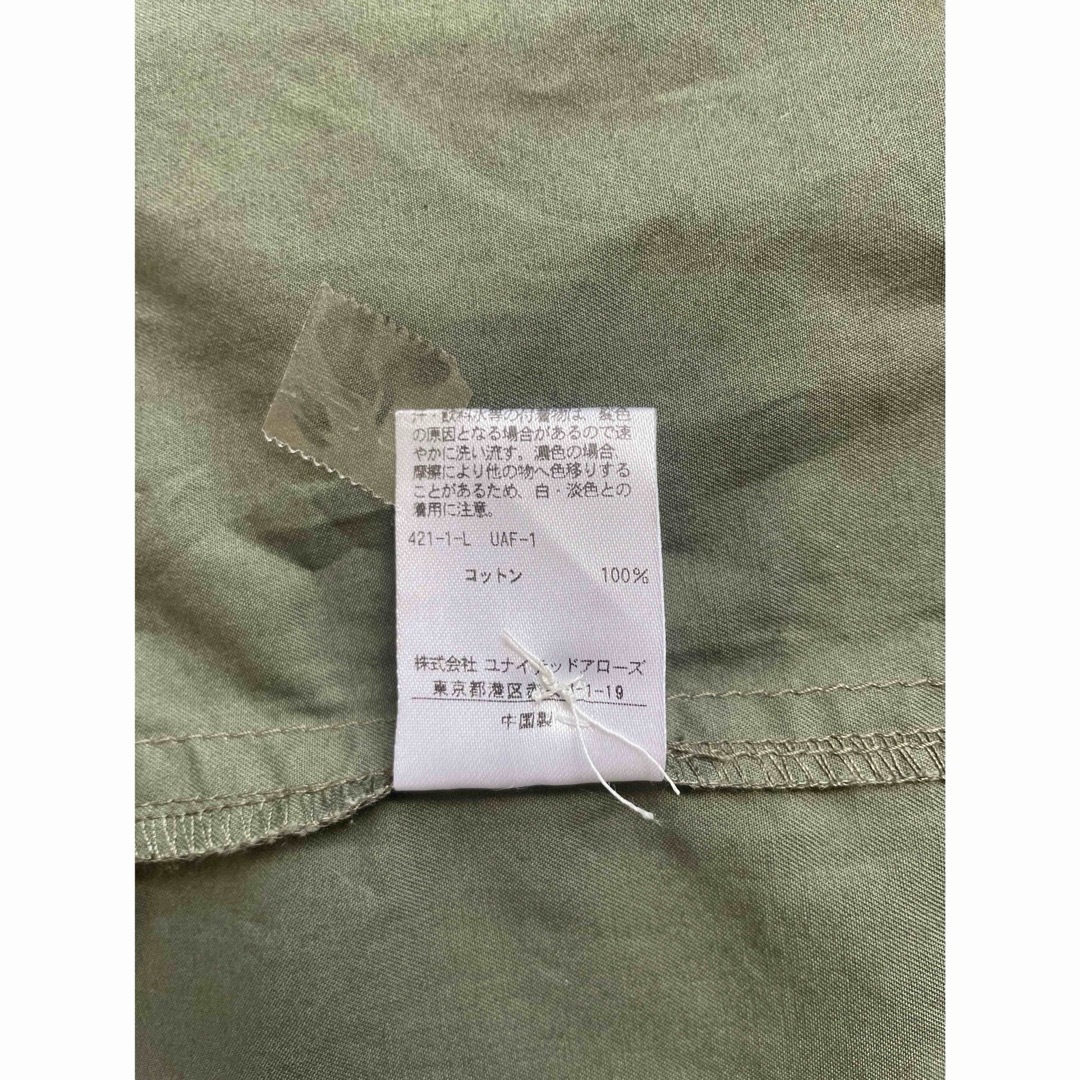 汗・飲料水等の付着物は、変色
の原因となる場合があるので速
やかに洗い流す。濃色の場合、
摩擦により他の物へ色移りする
ことがあるため、白・淡色との
着用に注意。
421-1-L UAF-1
コットン 100%
株式会社 ユナイテッドアローズ
東京都港区 1-19
中国製